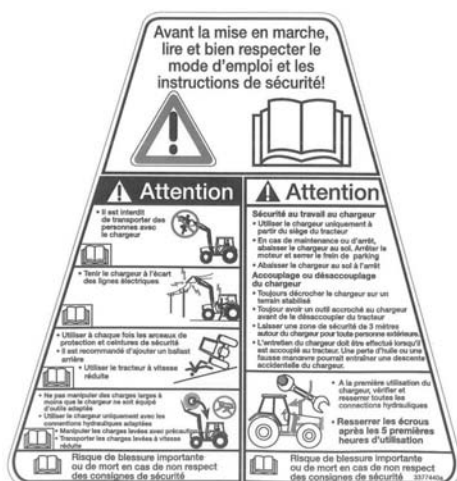 Avant la mise en marche,
lire et bien respecter le
mode d'emploi et les
instructions de sécurité!
Attention
• Il est interdit
de transporter des
personnes avec
le chargeur
• Tenir le chargeur à l'écart
des lignes électriques
• Utiliser à chaque fois les arceaux de
protection et ceintures de sécurité
• Il est recommandé d'ajouter un ballast
arrière
• Utiliser le tracteur à vitesse
réduite
• Ne pas manipuler des charges larges à
moins que le chargeur ne soit équipé
d'outils adaptés
• Utiliser le chargeur uniquement avec les
connections hydrauliques adaptées
• Manipuler les charges levées avec précaution
• Transporter les charges levées à vitesse
réduite
Risque de blessure importante
ou de mort en cas de non respect
des consignes de sécurité
Attention
Sécurité au travail au chargeur
• Utiliser le chargeur uniquement à
partir du siège du tracteur
• En cas de maintenance ou d'arrêt,
abaisser le chargeur au sol. Arrêter le
moteur et serrer le frein de parking
• Abaisser le chargeur au sol à l'arrêt
Accouplage ou désaccouplage
du chargeur
• Toujours décrocher le chargeur sur un
terrain stabilisé
• Toujour avoir un outil accroché au chargeur
avant de le désaccoupler du tracteur
• Laisser une zone de sécurité de 3 mètres
autour du chargeur pour toute personne extérieure.
• L'entretien du chargeur doit être effectué lorsqu'il
est accouplé au tracteur. Une perte d'huile ou une
fausse manœuvre pourrait entraîner une descente
accidentelle du chargeur.
• A la première utilisation du
chargeur, vérifier et
resserrer toutes les
connections hydrauliques
• Resserrer les écrous
après les 5 premières
heures d'utilisation
Risque de blessure importante
ou de mort en cas de non respect
des consignes de sécurité 3377440a